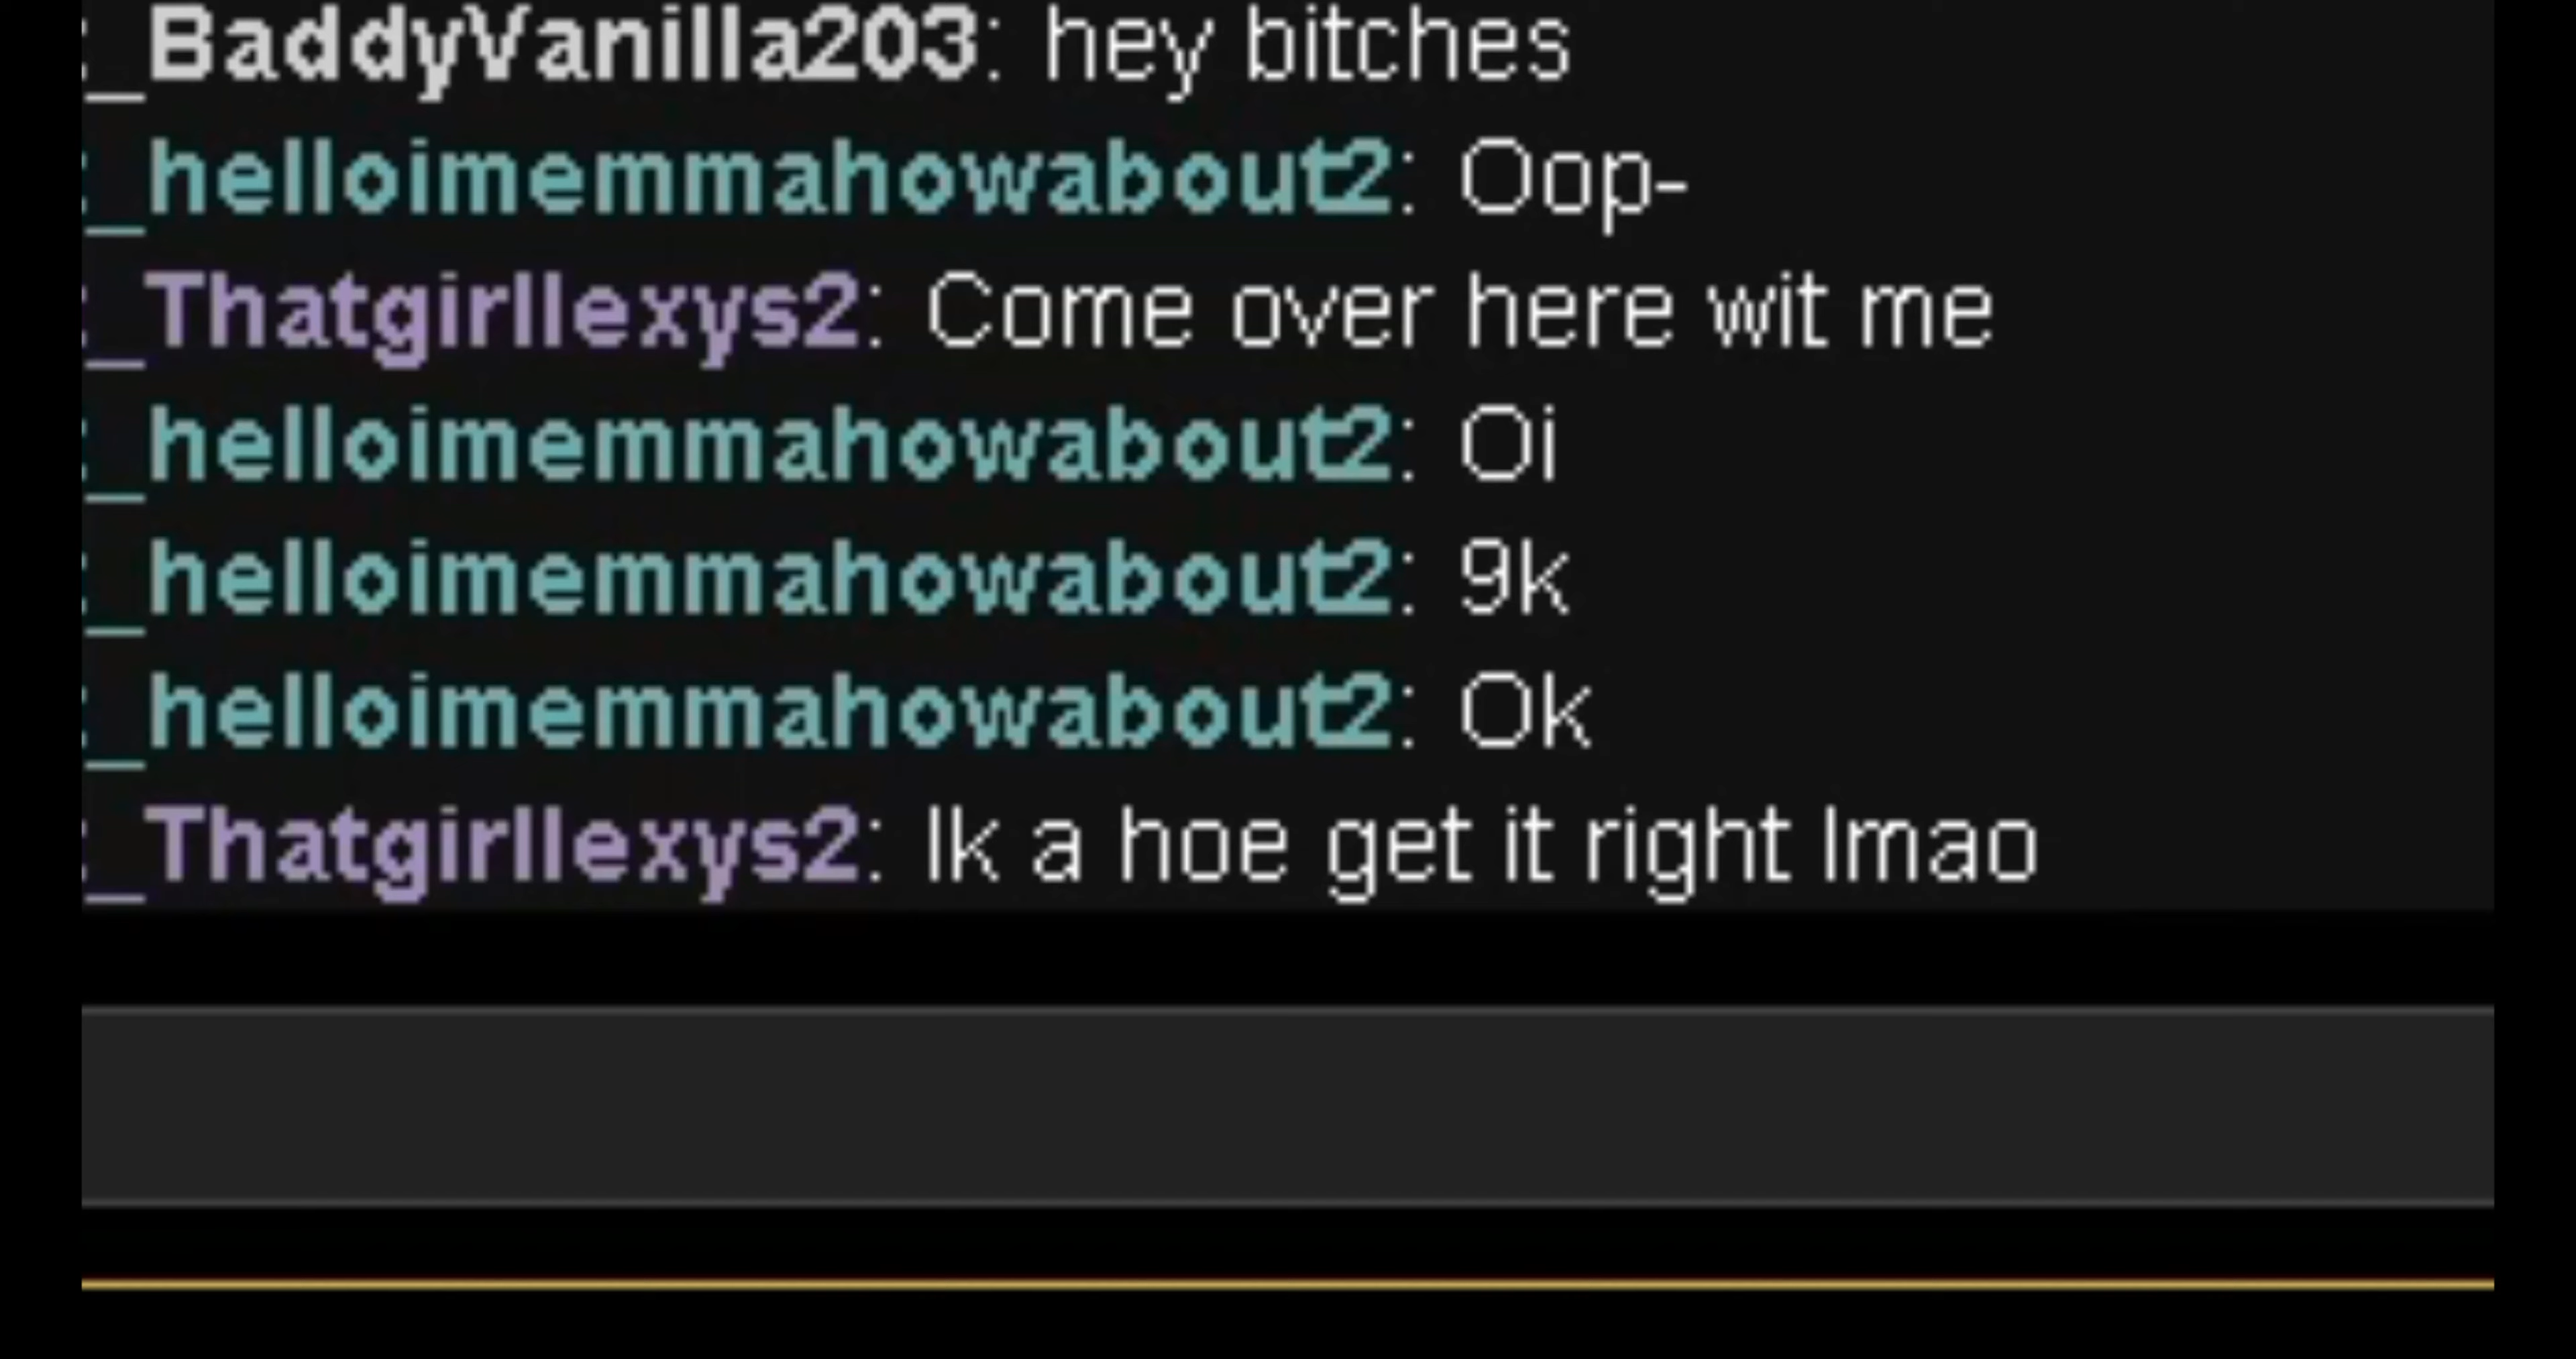 :_BaddyVanilla203: hey bitches
:_helloimemmahowabout2: Oop-
:_Thatgirllexys2: Come over here wit me
:_helloimemmahowabout2: Oi
:_helloimemmahowabout2: 9k
:_helloimemmahowabout2: Ok
:_Thatgirllexys2: Ik a hoe get it right lmao